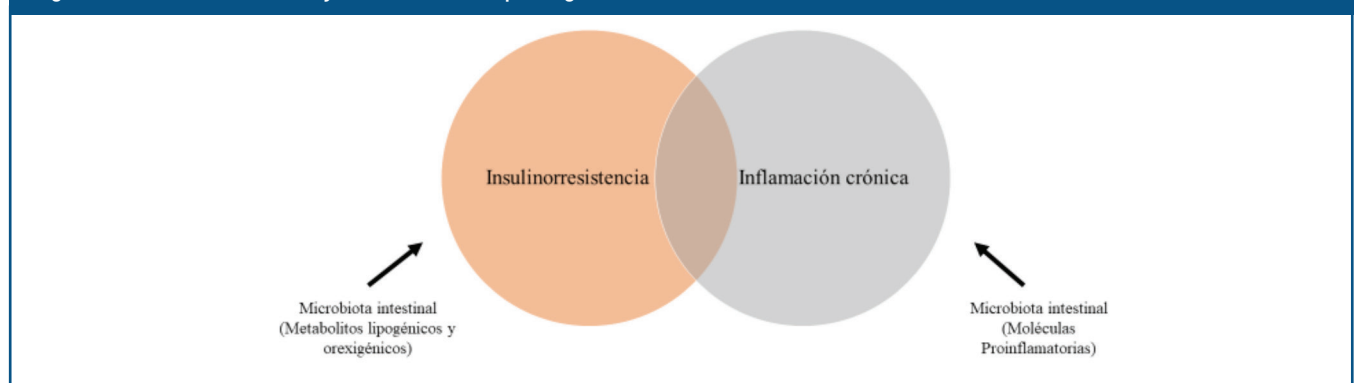 Insulinorresistencia
Inflamación crónica
Microbiota intestinal
(Metabolitos lipogénicos y
orexigénicos)
Microbiota intestinal
(Moléculas
Proinflamatorias)